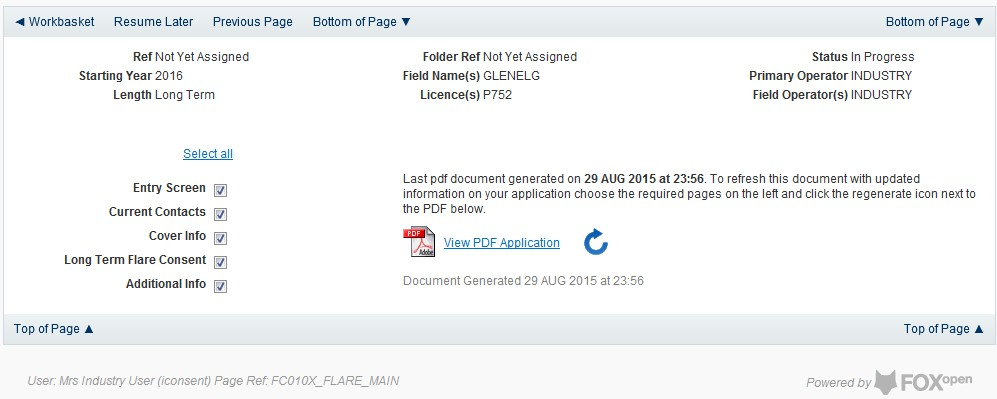 Workbasket Resume Later Previous Page Bottom of Page Bottom of Page
Ref Not Yet Assigned Folder Ref Not Yet Assigned Status In Progress
Starting Year 2016 Field Name(s) GLENELG Primary Operator INDUSTRY
Length Long Term Licence(s) P752 Field Operator(s) INDUSTRY
Select all
Entry Screen
Current Contacts
Cover Info
Long Term Flare Consent
Additional Info
Last pdf document generated on 29 AUG 2015 at 23:56. To refresh this document with updated
information on your application choose the required pages on the left and click the regenerate icon next to
the PDF below.
PDF
Adobe
View PDF Application
Document Generated 29 AUG 2015 at 23:56
Top of Page Top of Page
User: Mrs Industry User (iconsent) Page Ref: FC010X_FLARE_MAIN
Powered by FOXopen